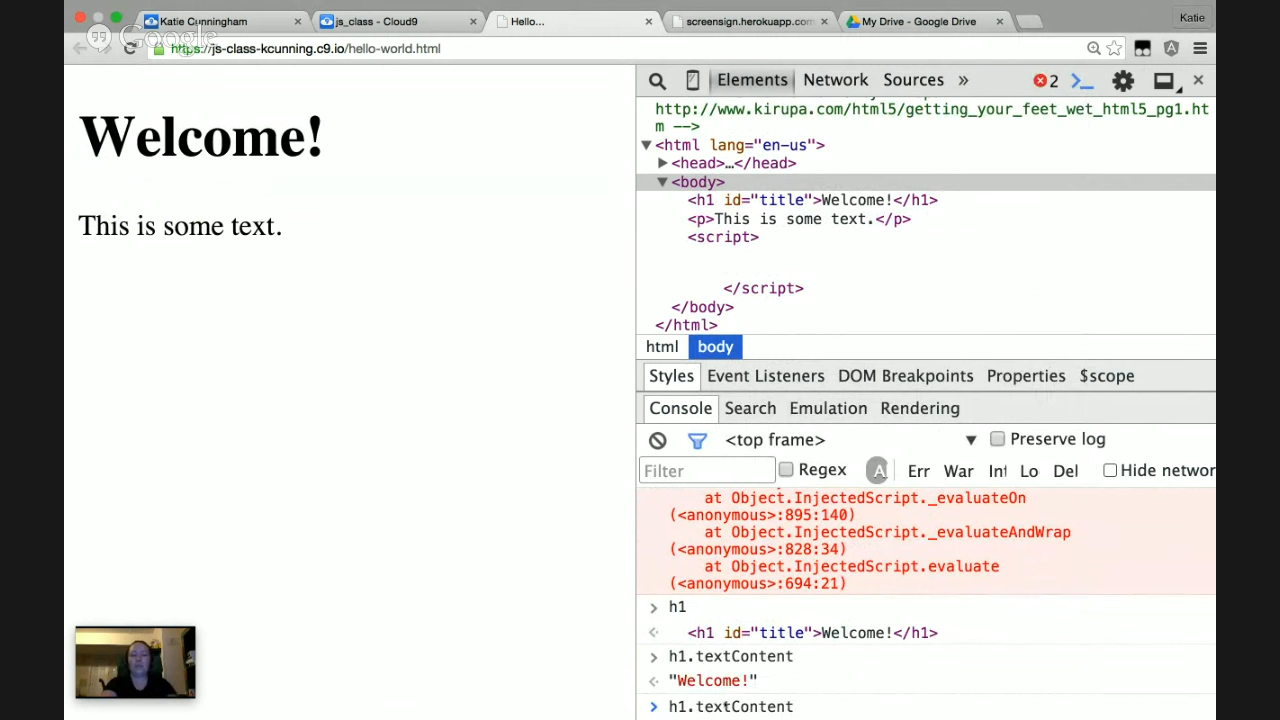 Katie Cunningham
js_class - Cloud9
Hello...
screensign.herokuapp.com
My Drive - Google Drive
Katie
Google
https://js-class-kcunning.c9.io/hello-world.html
Welcome!
This is some text.
Elements Network Sources » 2
http://www.kirupa.com/html5/getting_your_feet_wet_html5_pg1.ht
m -->
<html lang="en-us">
<head>…</head>
<body>
<h1 id="title">Welcome!</h1>
<p>This is some text.</p>
<script>
</script>
</body>
</html>
html body
Styles Event Listeners DOM Breakpoints Properties $scope
Console Search Emulation Rendering
<top frame> Preserve log
Filter Regex A Err War Int Lo Del Hide networ
at Object.InjectedScript._evaluateOn
(<anonymous>:895:140)
at Object.InjectedScript._evaluateAndWrap
(<anonymous>:828:34)
at Object.InjectedScript.evaluate
(<anonymous>:694:21)
> h1
<h1 id="title">Welcome!</h1>
> h1.textContent
"Welcome!"
> h1.textContent